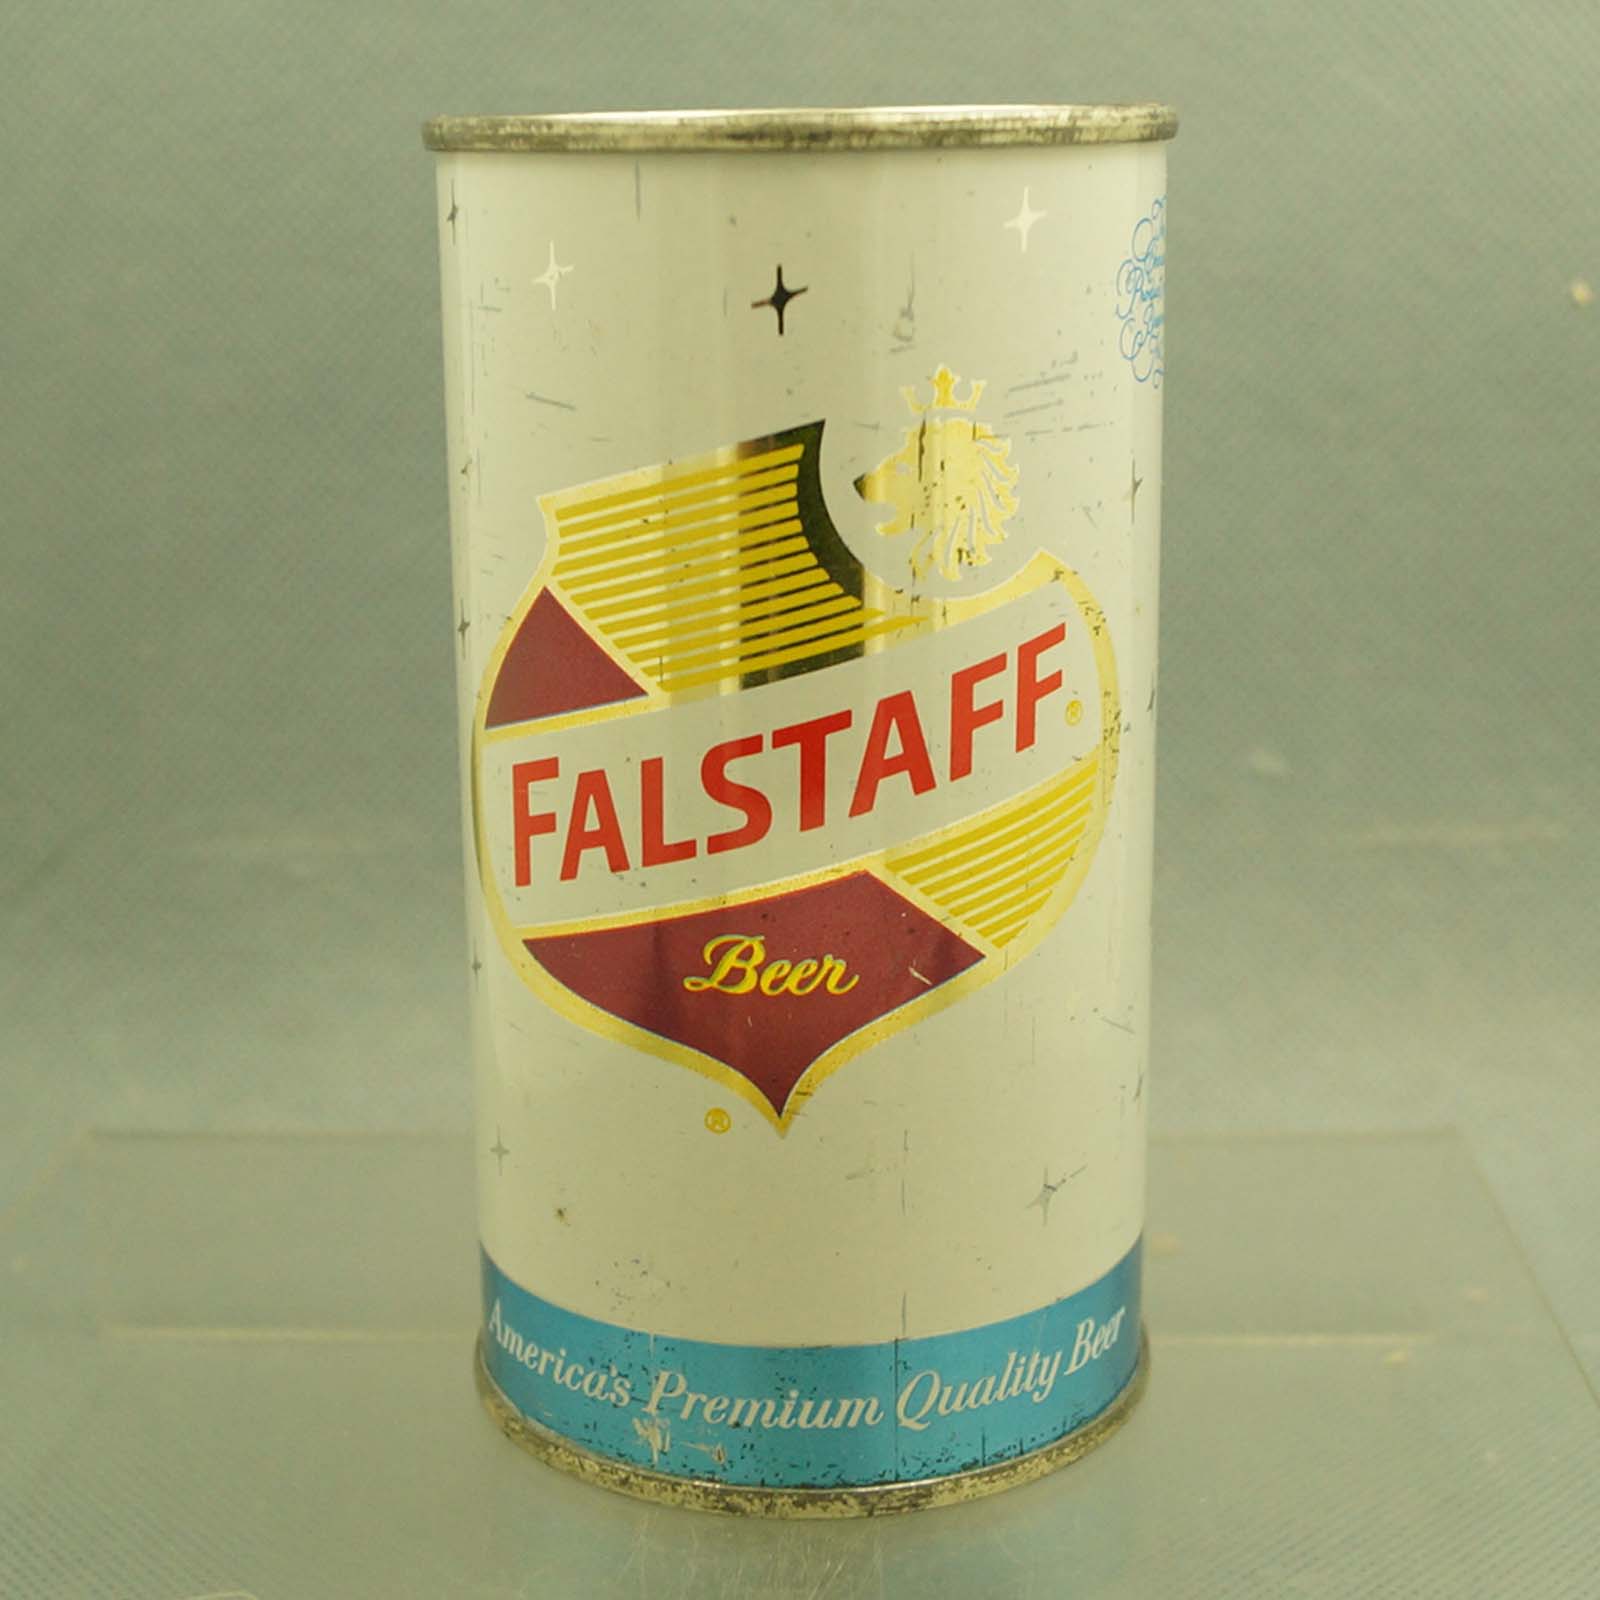 FALSTAFF ®
Beer
®
America's Premium Quality Beer